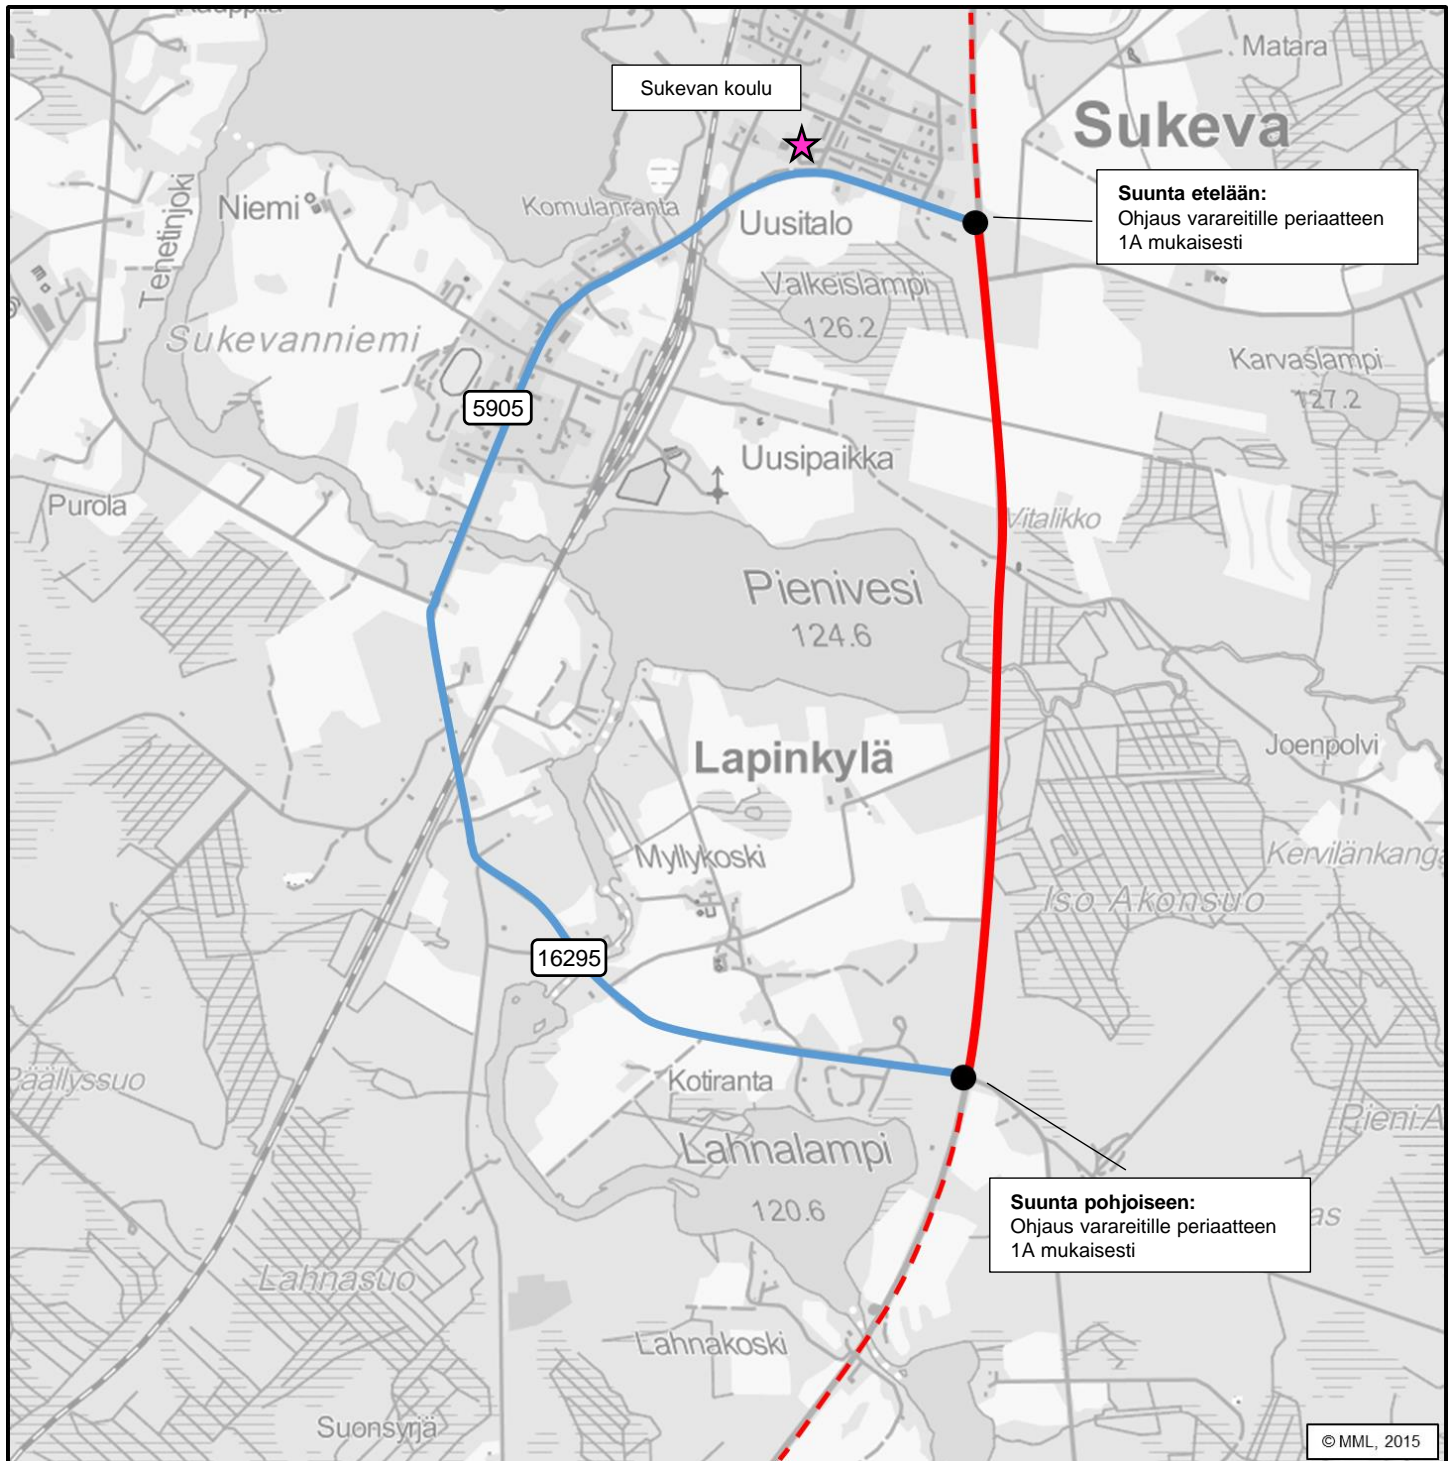 Matara
Sukevan koulu
Sukeva
Suunta etelään:
Ohjaus varareitille periaatteen
1A mukaisesti
Niemi
Komulanranta
Uusitalo
Tenetinjoki
Valkeislampi
126.2
Sukevanniemi
Karvaslampi
127.2
5905
Uusipaikka
Purola
Vitalikko
Pienivesi
124.6
Lapinkylä
Joenpolvi
Myllykoski
Kervilänkang
Iso Akonsuo
16295
Päällyssuo
Kotiranta
Pieni A
Lahnalampi
120.6
Suunta pohjoiseen:
Ohjaus varareitille periaatteen
1A mukaisesti
as
Lahnasuo
Lahnakoski
Suonsyrjä
© MML, 2015